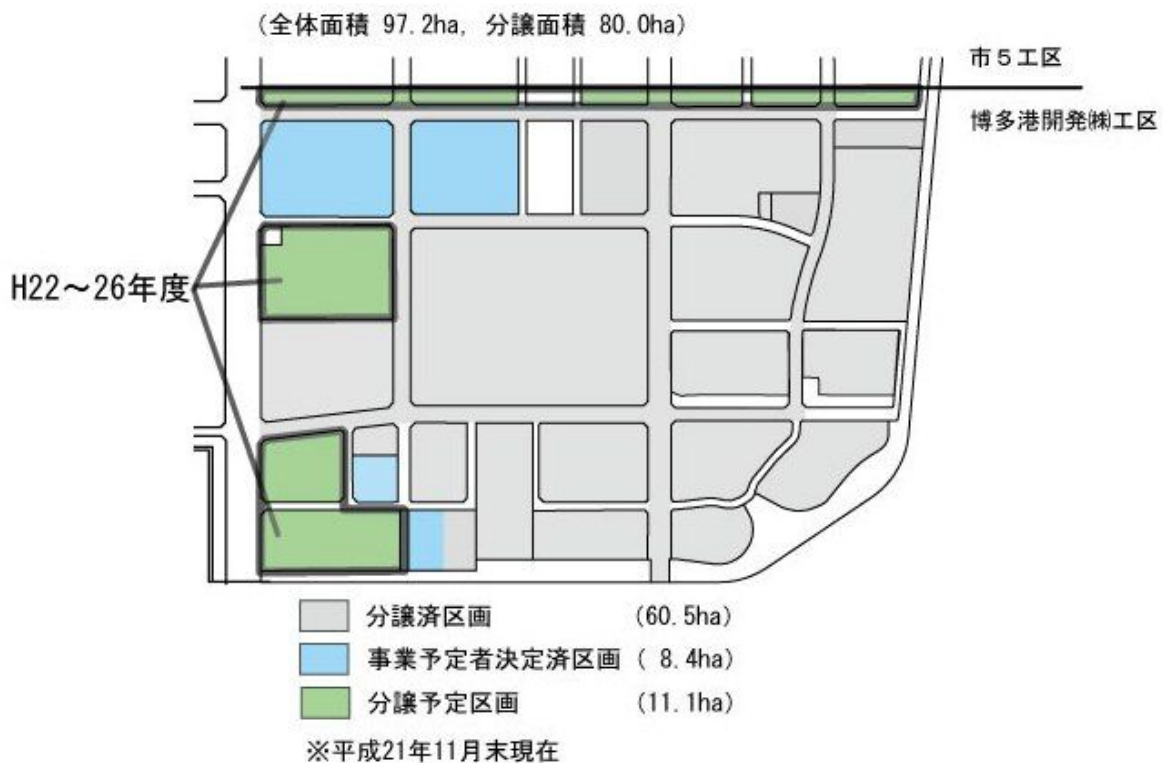 (全体面積 97.2ha, 分譲面積 80.0ha)
市5工区
博多港開発㈱工区
H22～26年度
分譲済区画 (60.5ha)
事業予定者決定済区画 ( 8.4ha)
分譲予定区画 (11.1ha)
※平成21年11月末現在